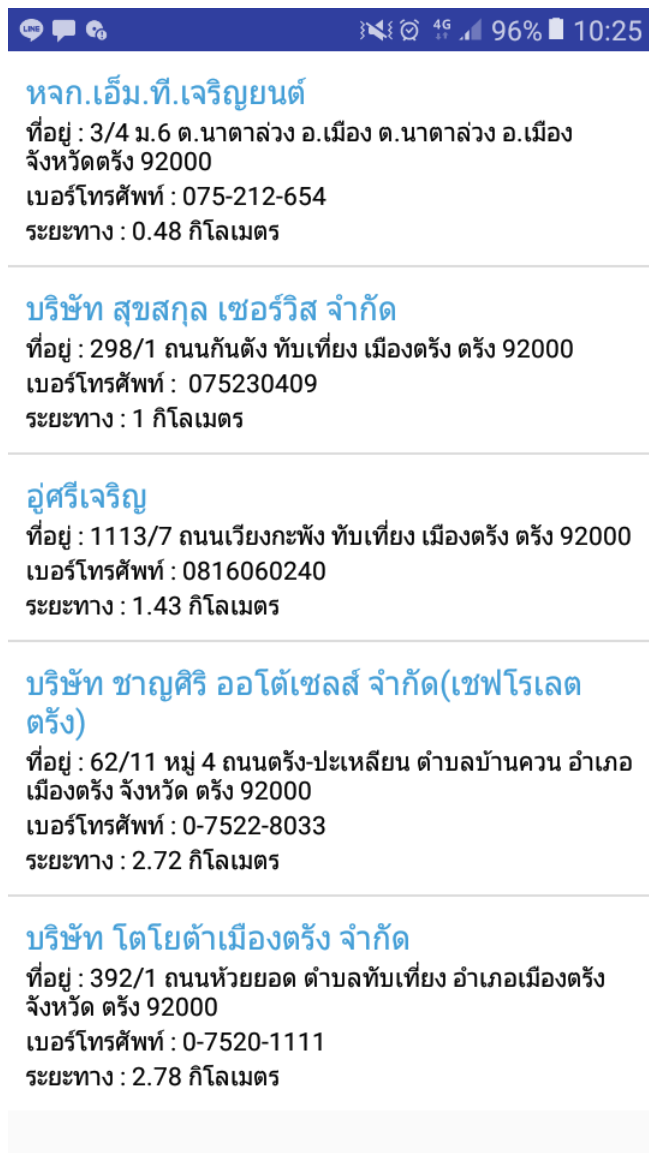 LINE 4G 96% 10:25
หจก.เอ็ม.ที.เจริญยนต์
ที่อยู่ : 3/4 ม.6 ต.นาตาล่วง อ.เมือง ต.นาตาล่วง อ.เมือง
จังหวัดตรัง 92000
เบอร์โทรศัพท์ : 075-212-654
ระยะทาง : 0.48 กิโลเมตร
บริษัท สุขสกุล เซอร์วิส จำกัด
ที่อยู่ : 298/1 ถนนกันตัง ทับเที่ยง เมืองตรัง ตรัง 92000
เบอร์โทรศัพท์ :  075230409
ระยะทาง : 1 กิโลเมตร
อู่ศรีเจริญ
ที่อยู่ : 1113/7 ถนนเวียงกะพัง ทับเที่ยง เมืองตรัง ตรัง 92000
เบอร์โทรศัพท์ : 0816060240
ระยะทาง : 1.43 กิโลเมตร
บริษัท ชาญศิริ ออโต้เซลส์ จำกัด(เชฟโรเลต
ตรัง)
ที่อยู่ : 62/11 หมู่ 4 ถนนตรัง-ปะเหลียน ตำบลบ้านควน อำเภอ
เมืองตรัง จังหวัด ตรัง 92000
เบอร์โทรศัพท์ : 0-7522-8033
ระยะทาง : 2.72 กิโลเมตร
บริษัท โตโยต้าเมืองตรัง จำกัด
ที่อยู่ : 392/1 ถนนห้วยยอด ตำบลทับเที่ยง อำเภอเมืองตรัง
จังหวัด ตรัง 92000
เบอร์โทรศัพท์ : 0-7520-1111
ระยะทาง : 2.78 กิโลเมตร